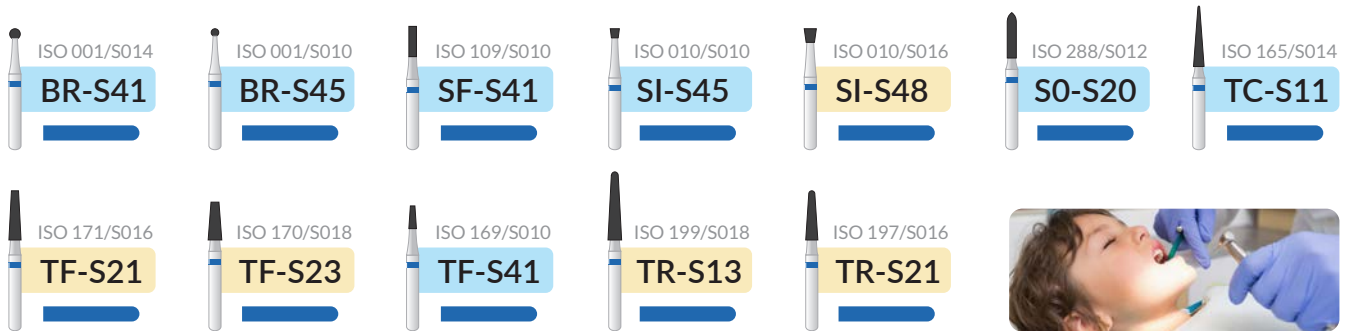 ISO 001/S014
BR-S41
ISO 001/S010
BR-S45
ISO 109/S010
SF-S41
ISO 010/S010
SI-S45
ISO 010/S016
SI-S48
ISO 288/S012
S0-S20
ISO 165/S014
TC-S11
ISO 171/S016
TF-S21
ISO 170/S018
TF-S23
ISO 169/S010
TF-S41
ISO 199/S018
TR-S13
ISO 197/S016
TR-S21